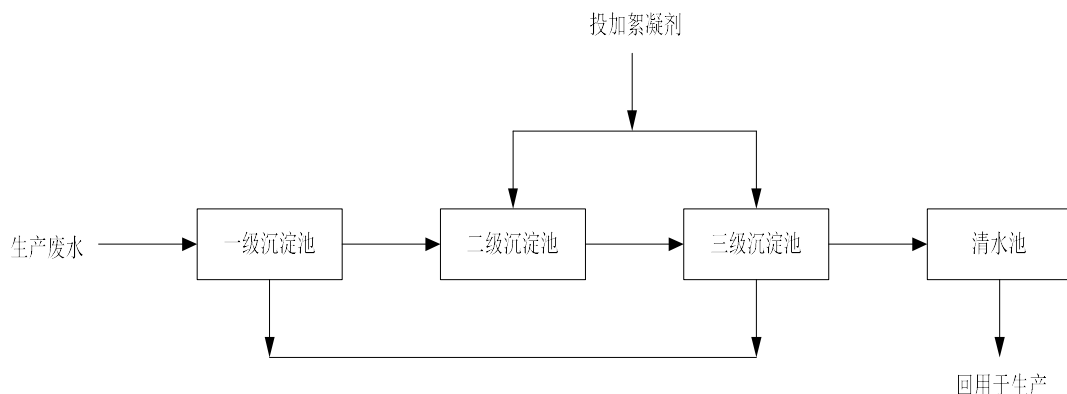 投加絮凝剂
生产废水
一级沉淀池
二级沉淀池
三级沉淀池
清水池
回用于生产